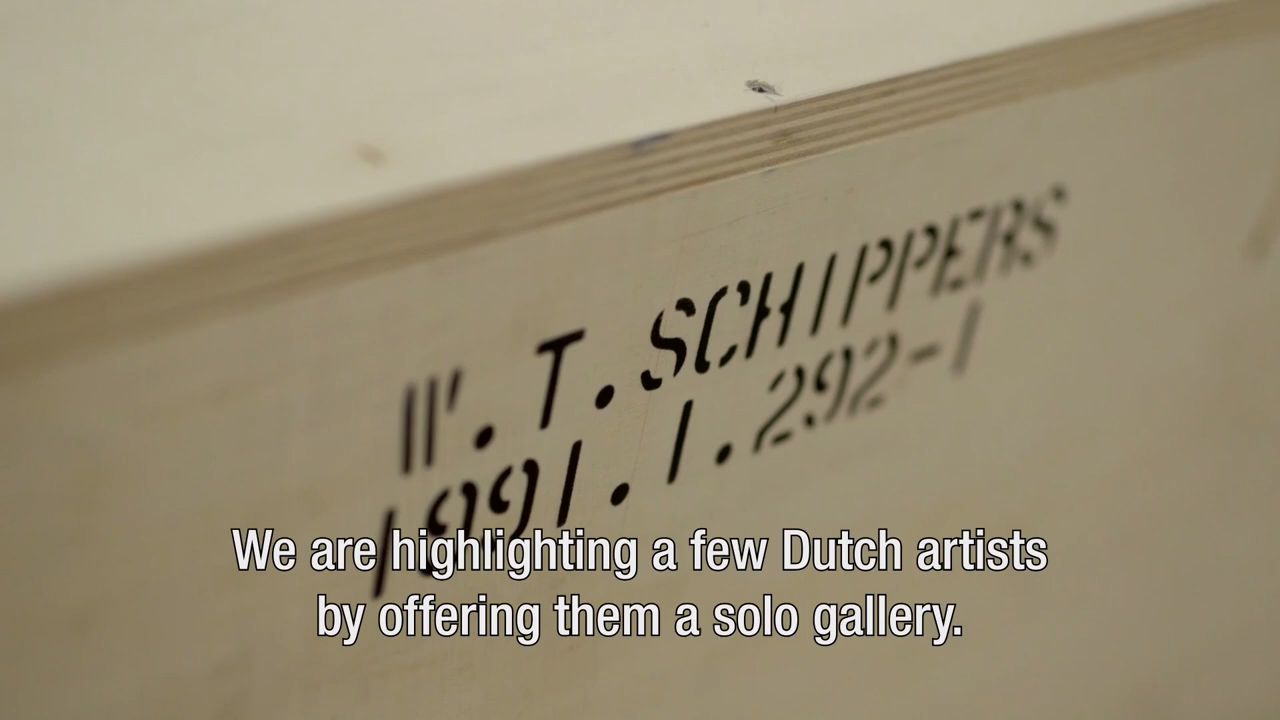 W.T.SCHIPPERS
1991.1.292-1
We are highlighting a few Dutch artists
by offering them a solo gallery.